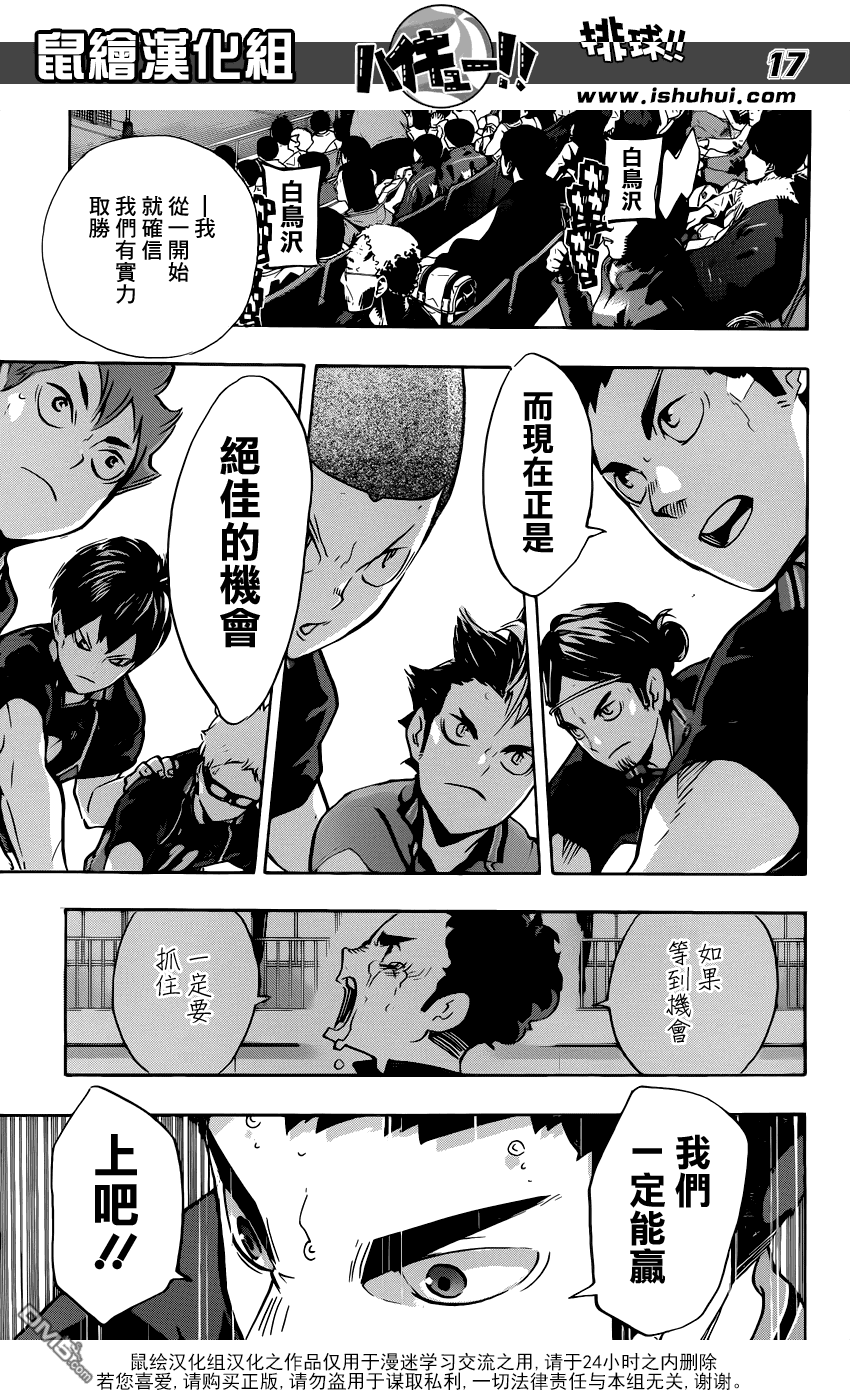 鼠繪漢化組
ハイキュー!!
排球!!
17
www.ishuhui.com
白鳥沢
白鳥沢
ー我
從一開始
就確信
我們有實力
取勝
而現在正是
絕佳的機會
如果
等到機會
一定要
抓住
我們
一定能贏
上吧!!
DM5.com
鼠绘汉化组汉化之作品仅用于漫迷学习交流之用,请于24小时之内删除
若您喜爱,请购买正版,请勿盗用于谋取私利,一切法律责任与本组无关,谢谢。